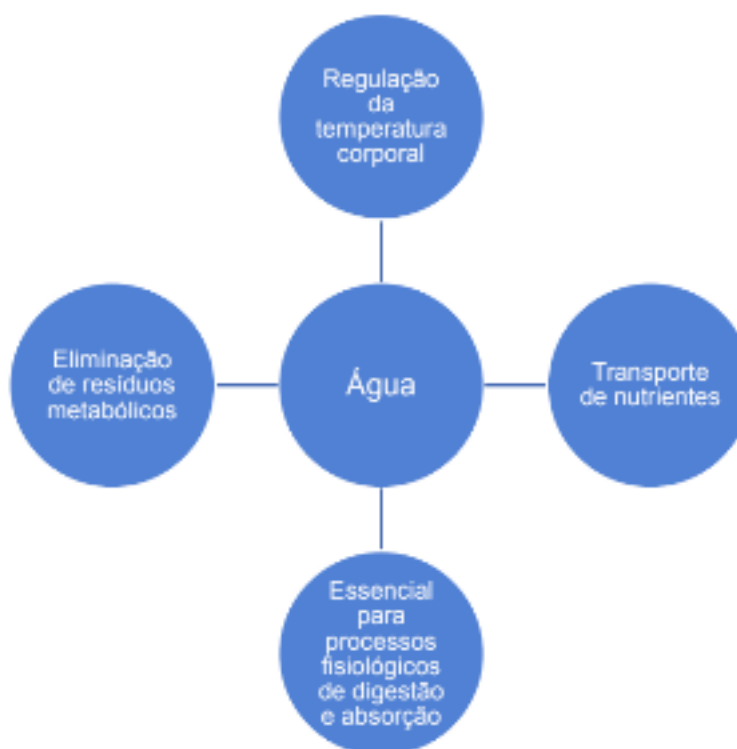 Regulação
da
temperatura
corporal
Eliminação
de resíduos
metabólicos
Água
Transporte
de nutrientes
Essencial
para
processos
fisiológicos
de digestão
e absorção